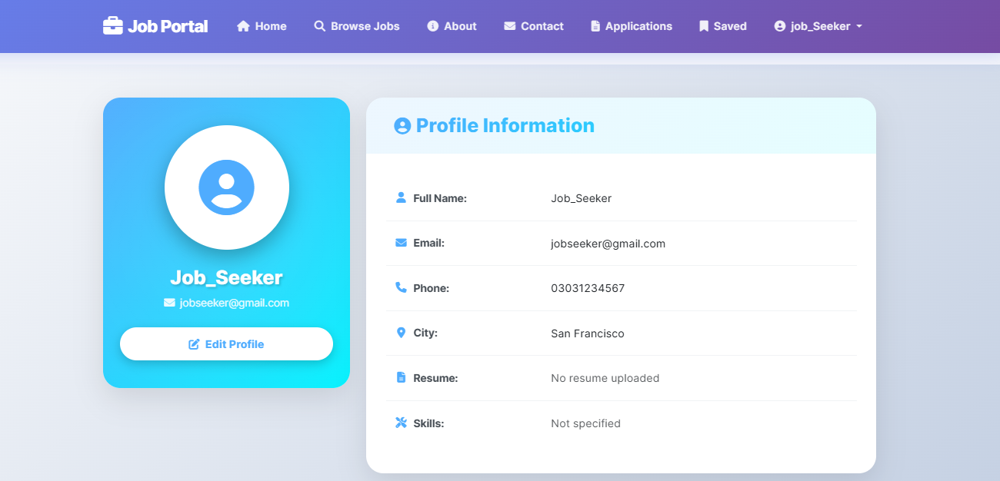 Job Portal Home Browse Jobs About Contact Applications Saved job_Seeker
Job_Seeker
jobseeker@gmail.com
Edit Profile
Profile Information
Full Name: Job_Seeker
Email: jobseeker@gmail.com
Phone: 03031234567
City: San Francisco
Resume: No resume uploaded
Skills: Not specified